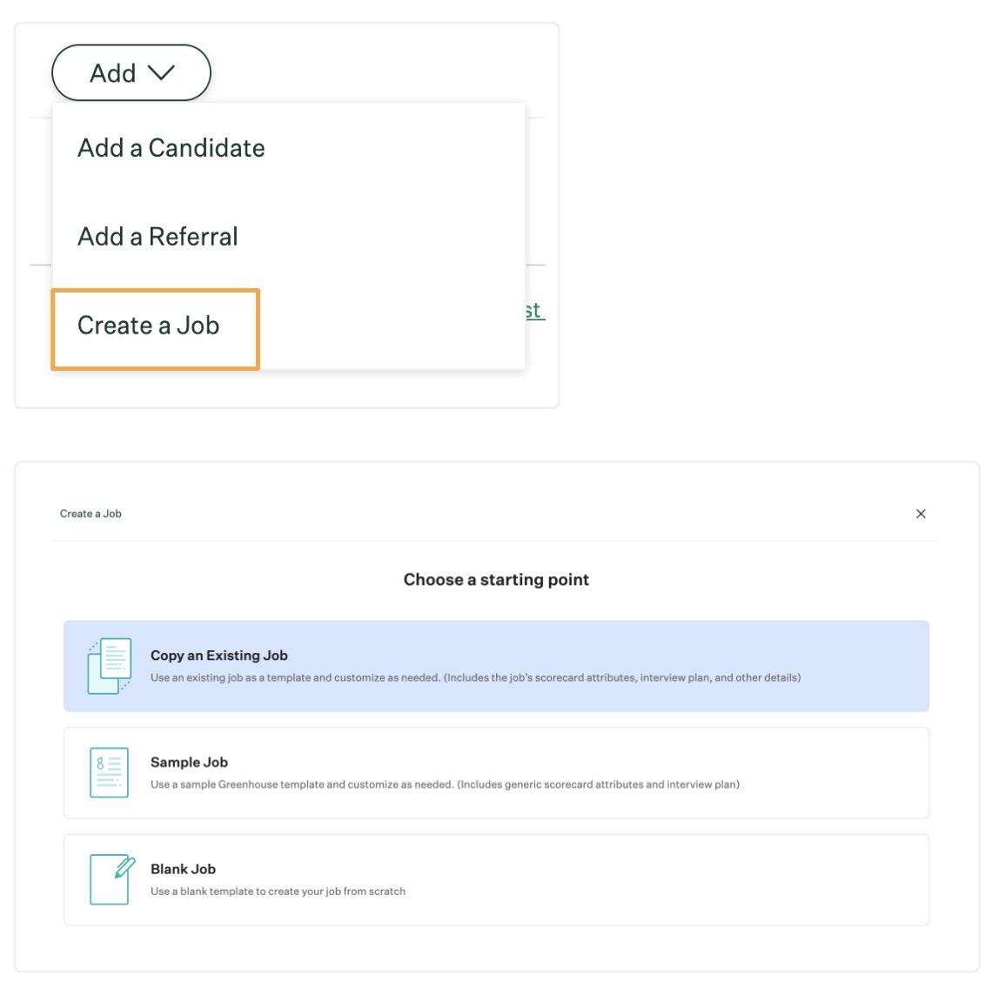 Add
Add a Candidate
Add a Referral
Create a Job
st
Create a Job
Choose a starting point
Copy an Existing Job
Use an existing job as a template and customize as needed. (Includes the job's scorecard attributes, interview plan, and other details)
Sample Job
Use a sample Greenhouse template and customize as needed. (Includes generic scorecard attributes and interview plan)
Blank Job
Use a blank template to create your job from scratch